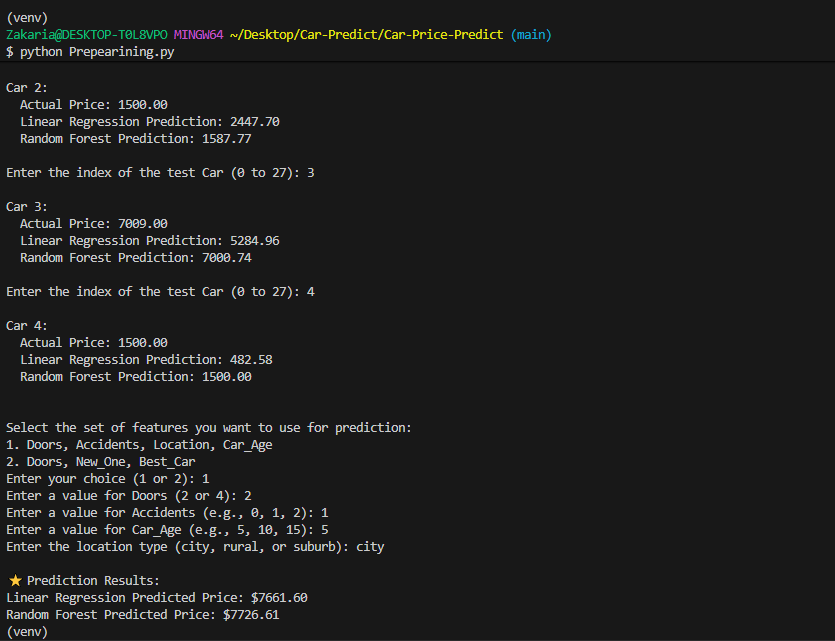 (venv)
Zakaria@DESKTOP-T0L8VPO MINGW64 ~/Desktop/Car-Predict/Car-Price-Predict (main)
$ python Prepearining.py
Car 2:
Actual Price: 1500.00
Linear Regression Prediction: 2447.70
Random Forest Prediction: 1587.77
Enter the index of the test Car (0 to 27): 3
Car 3:
Actual Price: 7009.00
Linear Regression Prediction: 5284.96
Random Forest Prediction: 7000.74
Enter the index of the test Car (0 to 27): 4
Car 4:
Actual Price: 1500.00
Linear Regression Prediction: 482.58
Random Forest Prediction: 1500.00
Select the set of features you want to use for prediction:
1. Doors, Accidents, Location, Car_Age
2. Doors, New_One, Best_Car
Enter your choice (1 or 2): 1
Enter a value for Doors (2 or 4): 2
Enter a value for Accidents (e.g., 0, 1, 2): 1
Enter a value for Car_Age (e.g., 5, 10, 15): 5
Enter the location type (city, rural, or suburb): city
⭐ Prediction Results:
Linear Regression Predicted Price: $7661.60
Random Forest Predicted Price: $7726.61
(venv)